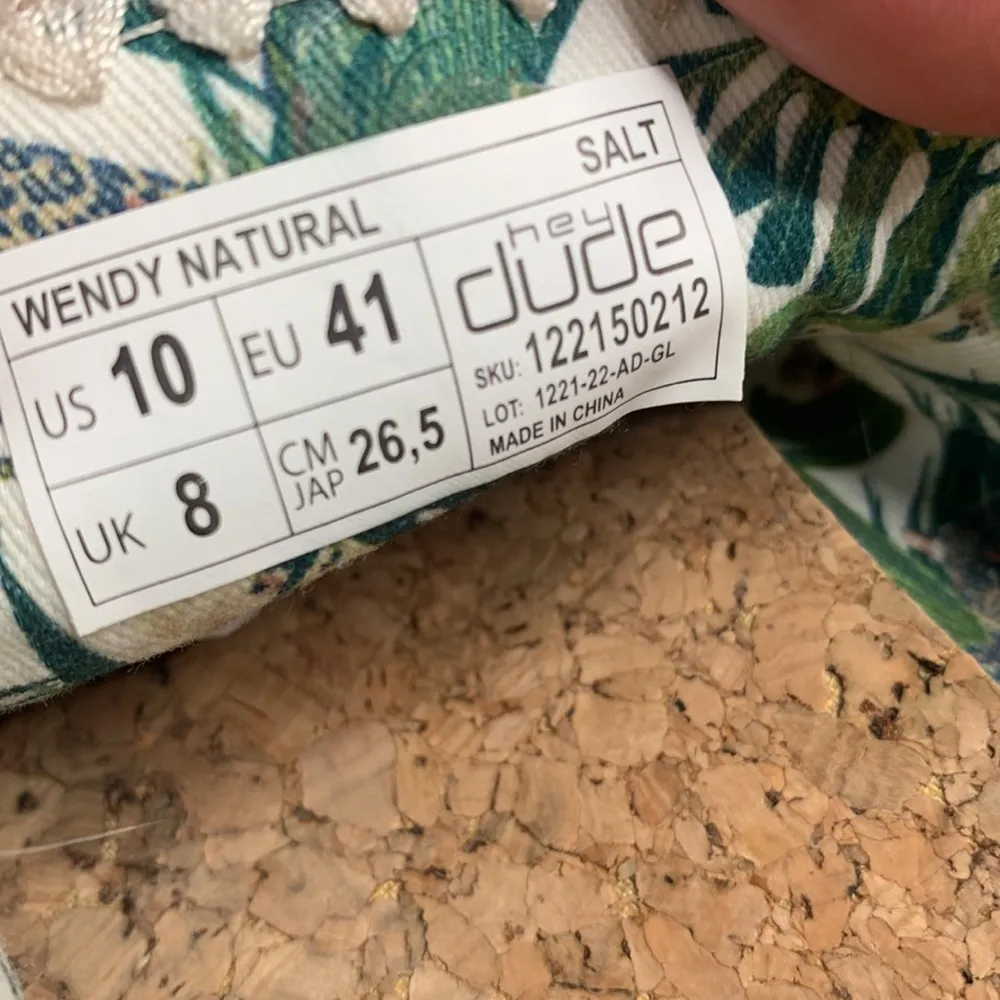 SALT
WENDY NATURAL
US 10
EU 41
UK 8
CM
JAP 26,5
hey
dude
SKU: 122150212
LOT: 1221-22-AD-GL
MADE IN CHINA